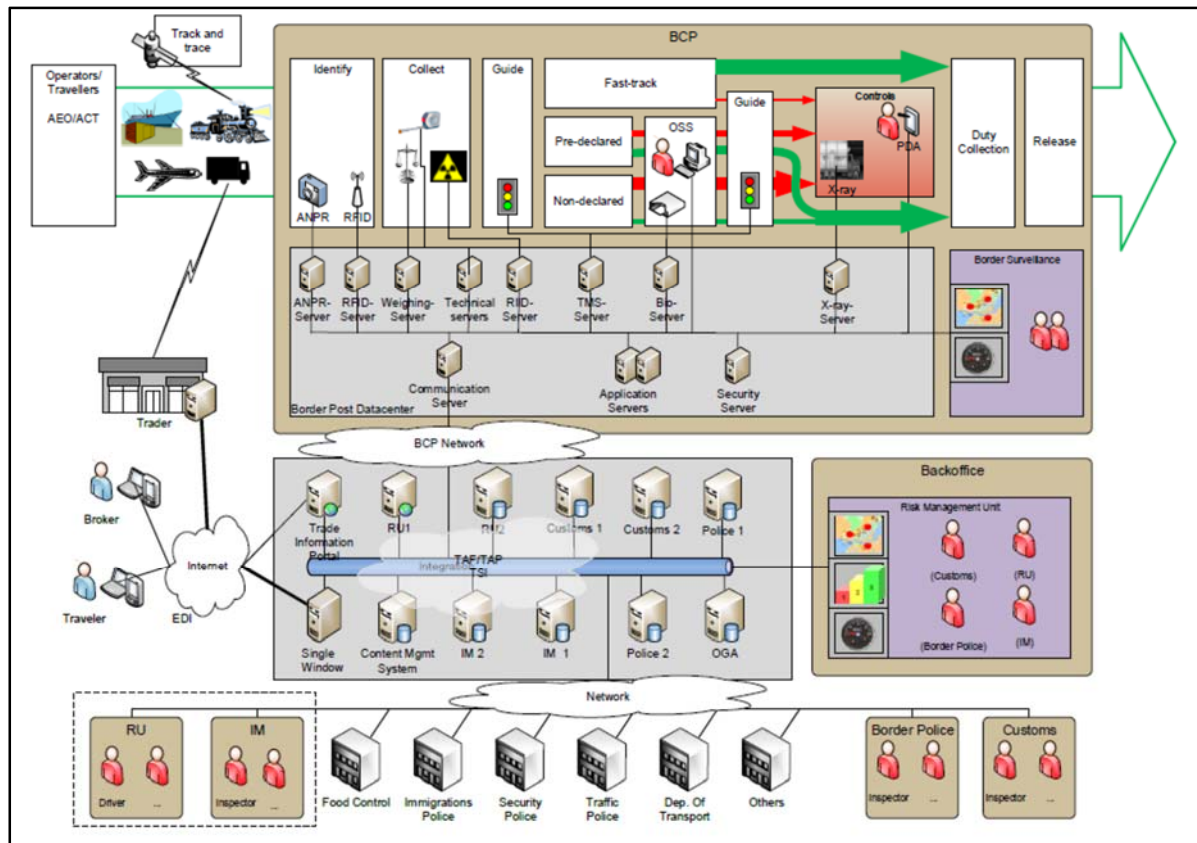 Track and
trace
Operators/
Travellers
AEO/ACT
BCP
Identify
Collect
Guide
Fast-track
Guide
Controls
Pre-declared
OSS
PDA
Duty
Collection
Release
Non-declared
X-ray
ANPR
RFID
Border Surveillance
ANPR-
Server
RFID-
Server
Weighing-
Server
Technical
servers
RIID-
Server
TMS-
Server
Bio-
Server
X-ray-
Server
Communication
Server
Application
Servers
Security
Server
Border Post Datacenter
Trader
BCP Network
Broker
Traveler
Internet
EDI
Trade
Information
Portal
RU1
RU2
Customs 1
Customs 2
Police 1
Integration
TAF/TAP
TSI
Single
Window
Content Mgmt
System
IM 2
IM 1
Police 2
OGA
Backoffice
Risk Management Unit
(Customs)
(RU)
(Border Police)
(IM)
Network
RU
Driver
...
IM
Inspector
...
Food Control
Immigrations
Police
Security
Police
Traffic
Police
Dep. Of
Transport
Others
Border Police
Inspector
...
Customs
Inspector
...